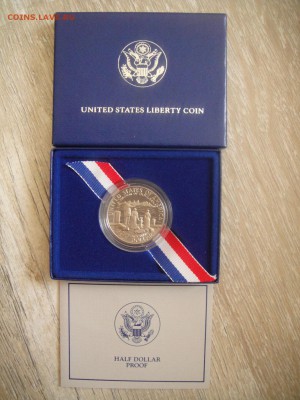 COINS.LAVE.RU
UNITED STATES LIBERTY COIN
HALF DOLLAR
PROOF